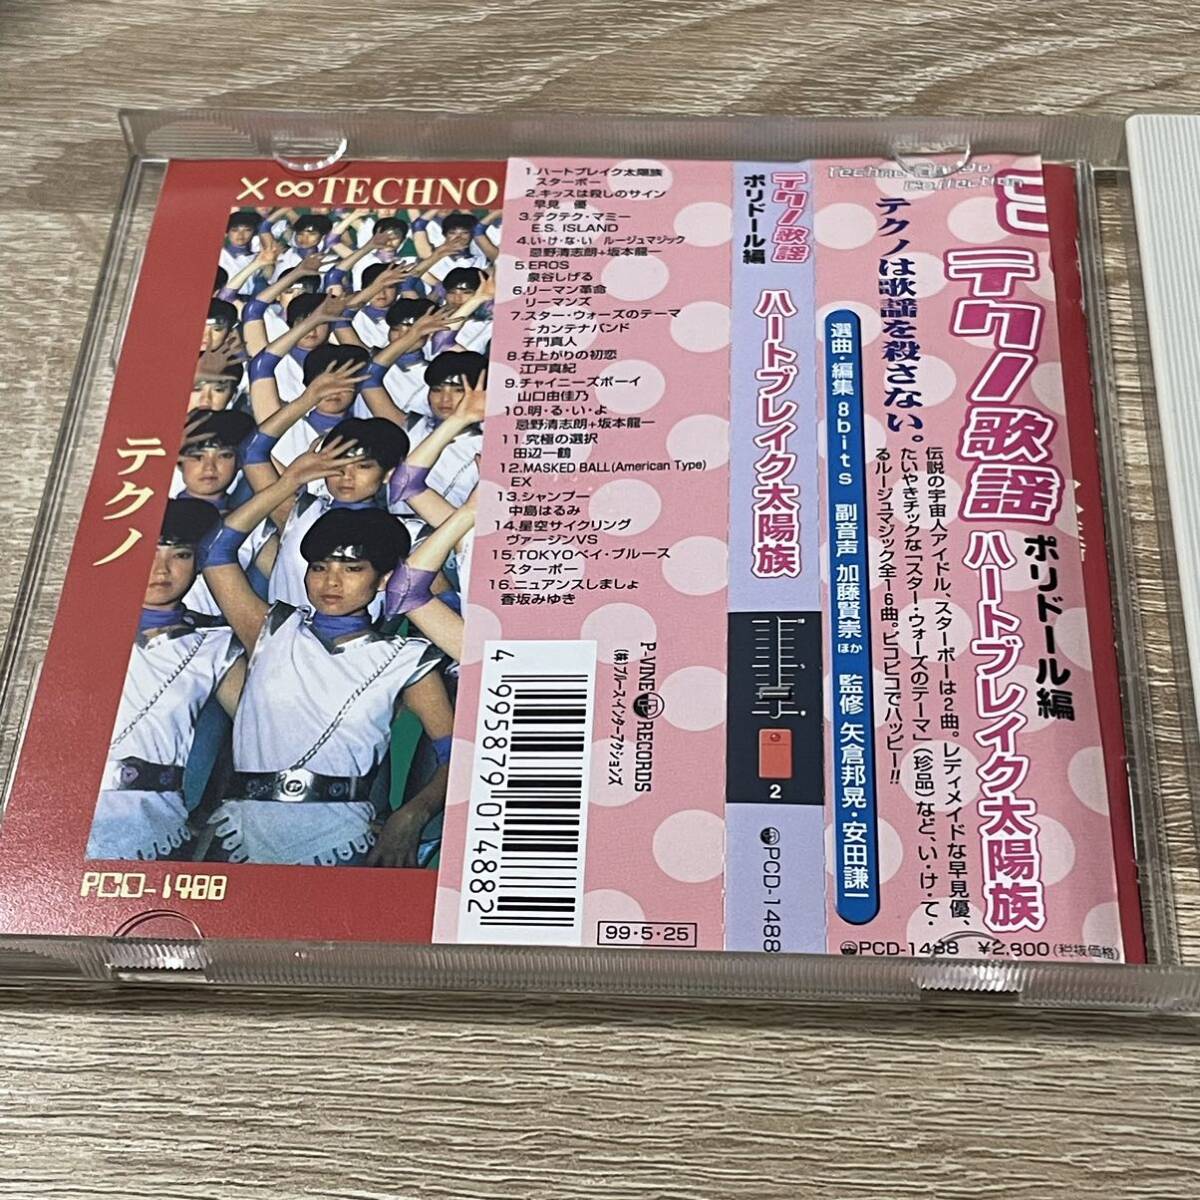 ×∞TECHNO
テクノ
PCD-1488
1.ハートブレイク太陽族
スターボー
2.キッスは殺しのサイン
早見 優
3.テクテク・マミー
E.S. ISLAND
4.い・け・な・い ルージュマジック
忌野清志郎+坂本龍一
5.EROS
泉谷しげる
6.リーマン革命
リーマンズ
7.スター・ウォーズのテーマ
〜カンテナバンド
子門真人
8.右上がりの初恋
江戸真紀
9.チャイニーズボーイ
山口由佳乃
10.明・る・い・よ
忌野清志郎+坂本龍一
11.究極の選択
田辺一鶴
12.MASKED BALL(American Type)
EX
13.シャンプー
中島はるみ
14.星空サイクリング
ヴァージンVS
15.TOKYOベイ・ブルース
スターボー
16.ニュアンスしましょ
香坂みゆき
P-VINE RECORDS
(株)ブルース・インターアクションズ
4 995879 014882
99・5・25
テクノ歌謡
ポリドール編
ハートブレイク太陽族
2
PCD-1488
Collection
テクノ歌謡
ポリドール編
ハートブレイク太陽族
テクノは歌謡を殺さない。
伝説の宇宙人アイドル、スターボーは2曲。レディメイドな早見優、
たいやきチックな「スター・ウォーズのテーマ」(珍品)など、い・け・て・
るルージュマジック全16曲。ピコピコでハッピー!!
選曲・編集 8bits 副音声 加藤賢崇ほか 監修 矢倉邦晃・安田謙一
PCD-1488 ¥2,800(税抜価格)